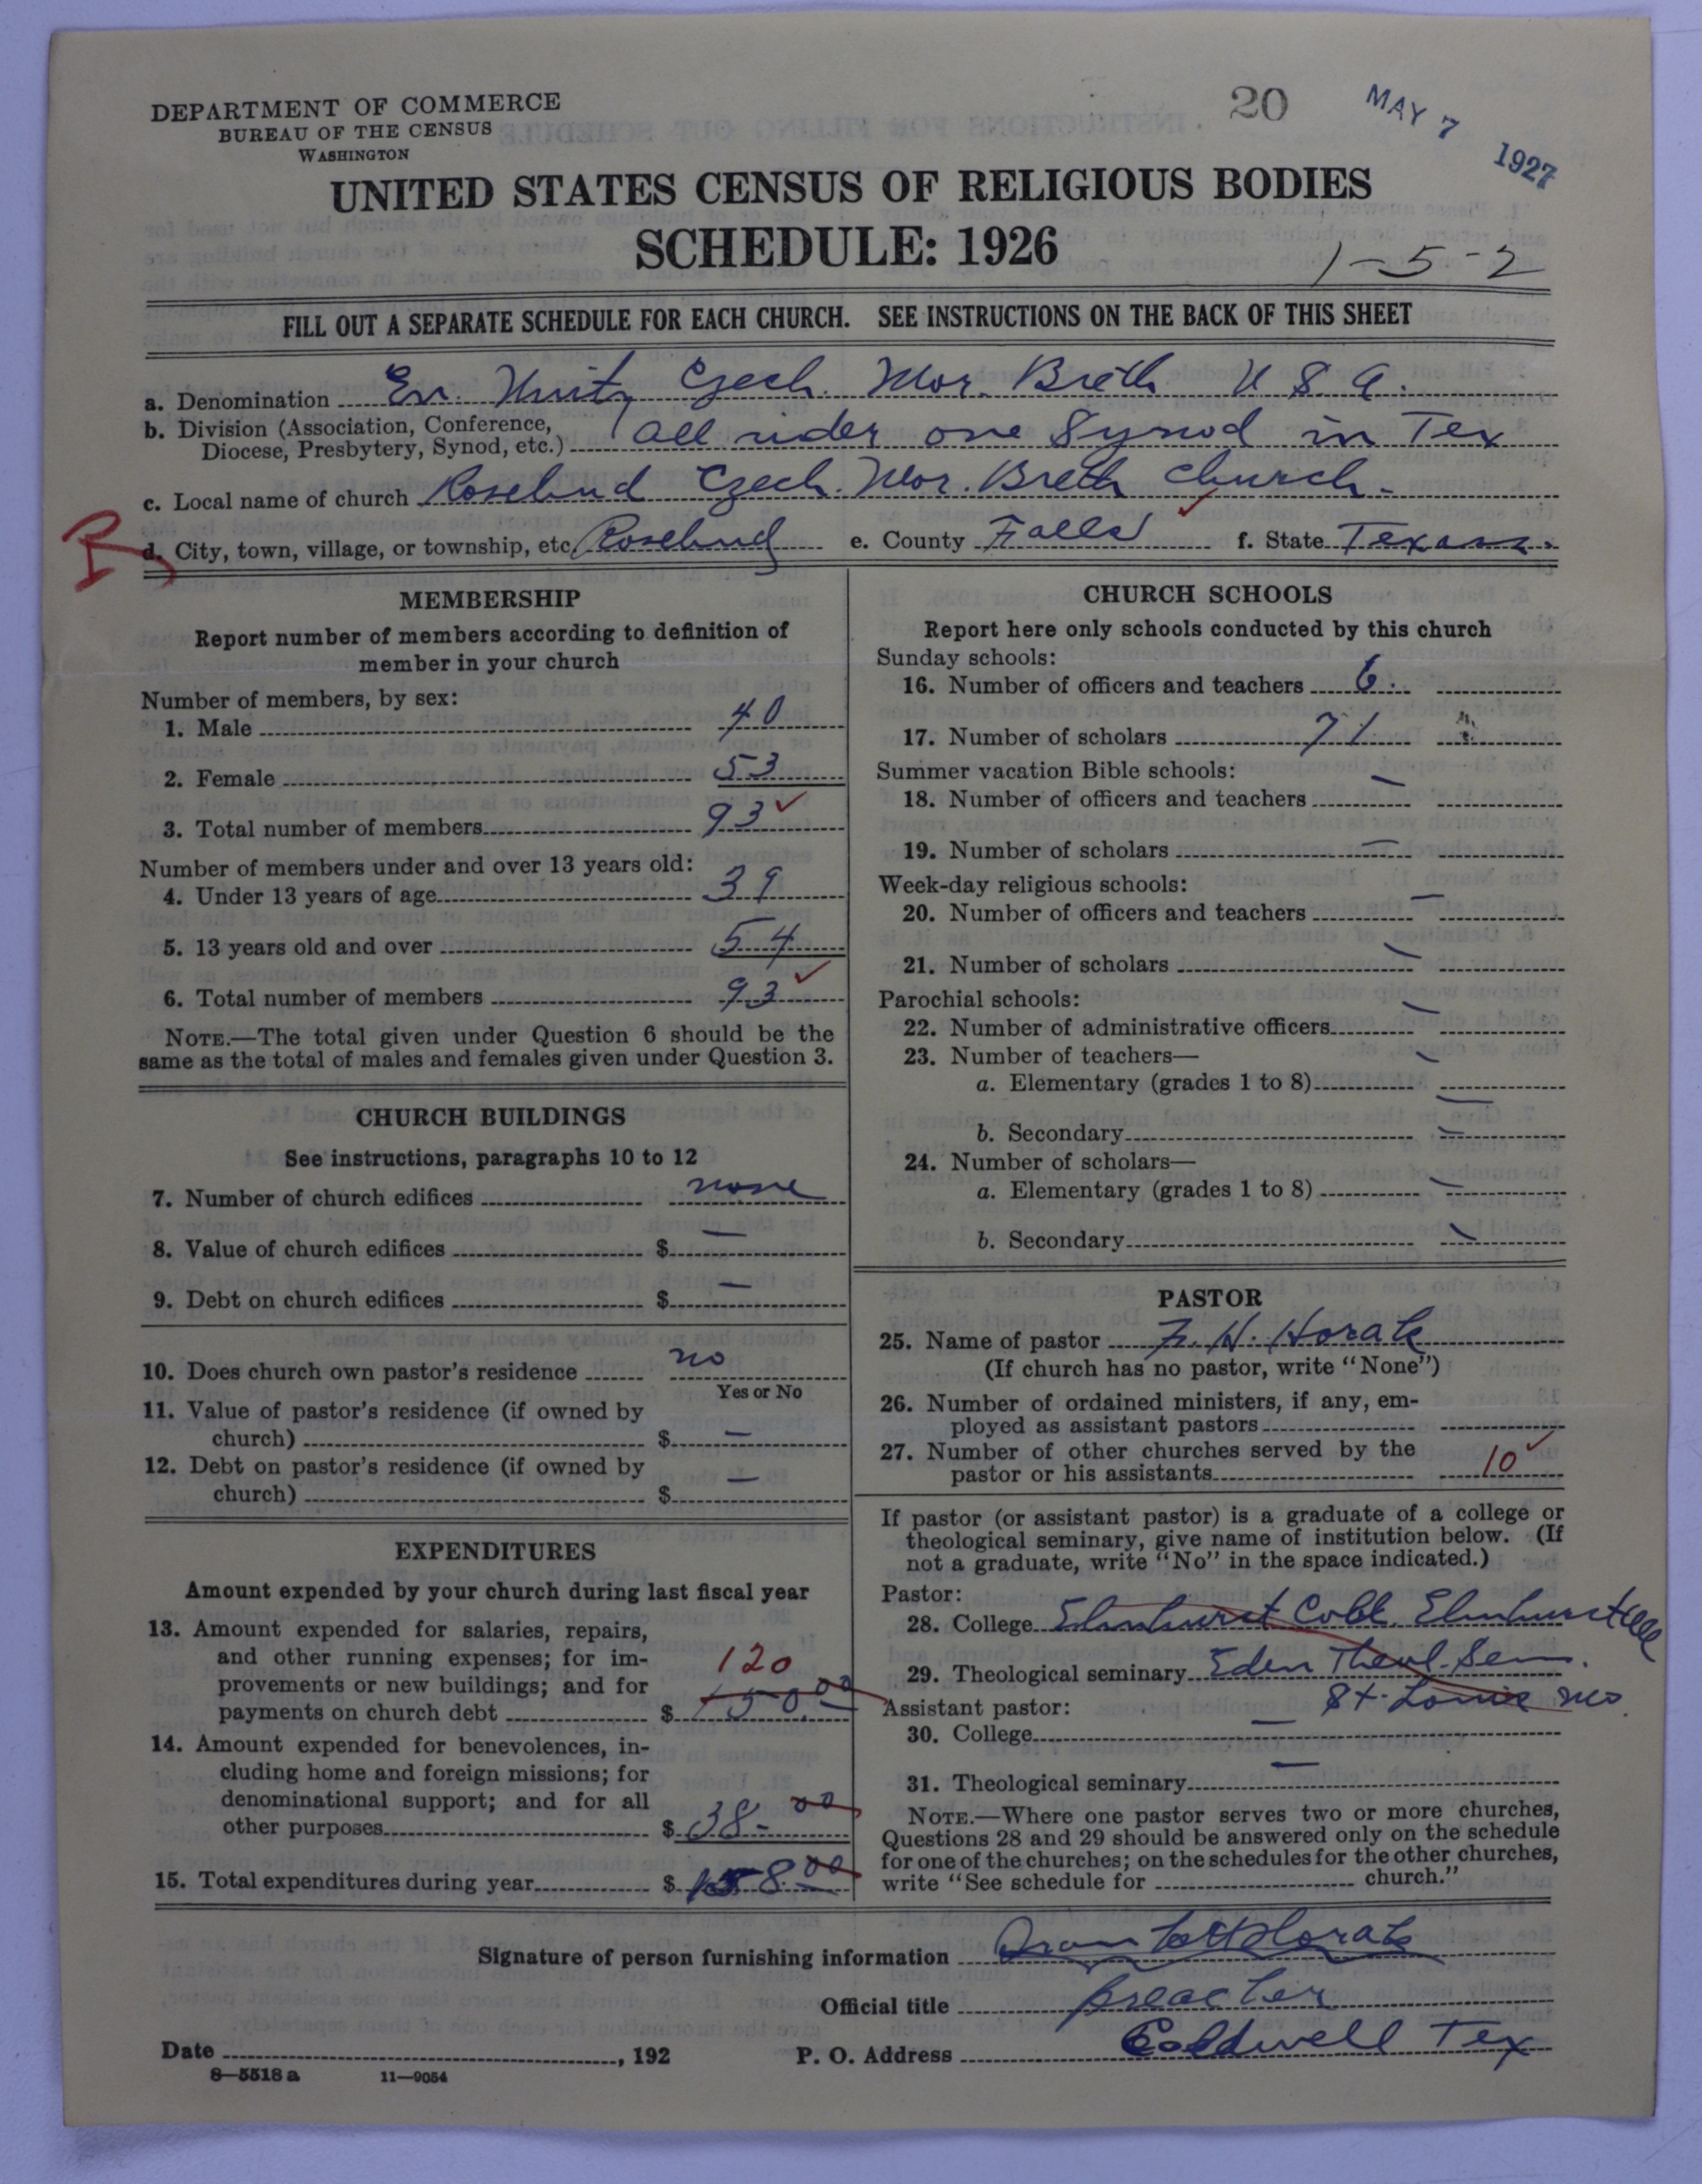 DEPARTMENT OF COMMERCE
BUREAU OF THE CENSUS
WASHINGTON
20
MAY 7 1927
UNITED STATES CENSUS OF RELIGIOUS BODIES
SCHEDULE: 1926
1-5-2
FILL OUT A SEPARATE SCHEDULE FOR EACH CHURCH. SEE INSTRUCTIONS ON THE BACK OF THIS SHEET
a. Denomination Ev. Unity Czech. Mor. Breth U S A.
b. Division (Association, Conference,
Diocese, Presbytery, Synod, etc.) All under one Synod in Tex
c. Local name of church Rosebud Czech. Mor. Breth Church.
R
d. City, town, village, or township, etc. Rosebud e. County Falls ✓ f. State Texas.
MEMBERSHIP
Report number of members according to definition of
member in your church
Number of members, by sex:
1. Male 40
2. Female 53
3. Total number of members 93 ✓
Number of members under and over 13 years old:
4. Under 13 years of age 39
5. 13 years old and over 54
6. Total number of members 93 ✓
NOTE.—The total given under Question 6 should be the
same as the total of males and females given under Question 3.
CHURCH BUILDINGS
See instructions, paragraphs 10 to 12
7. Number of church edifices none
8. Value of church edifices $ —
9. Debt on church edifices $ —
10. Does church own pastor's residence no
Yes or No
11. Value of pastor's residence (if owned by
church) $ —
12. Debt on pastor's residence (if owned by
church) $ —
EXPENDITURES
Amount expended by your church during last fiscal year
13. Amount expended for salaries, repairs,
and other running expenses; for im-
provements or new buildings; and for
payments on church debt $ 120 150.00
14. Amount expended for benevolences, in-
cluding home and foreign missions; for
denominational support; and for all
other purposes $ 38- 00
15. Total expenditures during year $ 158.00
CHURCH SCHOOLS
Report here only schools conducted by this church
Sunday schools:
16. Number of officers and teachers 6.
17. Number of scholars 71
Summer vacation Bible schools:
18. Number of officers and teachers —
19. Number of scholars —
Week-day religious schools:
20. Number of officers and teachers —
21. Number of scholars —
Parochial schools:
22. Number of administrative officers —
23. Number of teachers—
a. Elementary (grades 1 to 8) —
b. Secondary —
24. Number of scholars—
a. Elementary (grades 1 to 8) —
b. Secondary —
PASTOR
25. Name of pastor F. H. Horak
(If church has no pastor, write "None")
26. Number of ordained ministers, if any, em-
ployed as assistant pastors
27. Number of other churches served by the
pastor or his assistants 10 ✓
If pastor (or assistant pastor) is a graduate of a college or
theological seminary, give name of institution below. (If
not a graduate, write "No" in the space indicated.)
Pastor:
28. College Elmhurst Coll. Elmhurst Ill
29. Theological seminary Eden Theol. Sem.
St. Louis Mo
Assistant pastor:
30. College —
31. Theological seminary —
NOTE.—Where one pastor serves two or more churches,
Questions 28 and 29 should be answered only on the schedule
for one of the churches; on the schedules for the other churches,
write "See schedule for church."
Signature of person furnishing information Horak
Official title preacher
Date , 192
P. O. Address Caldwell Tex
8—5518 a 11—9054